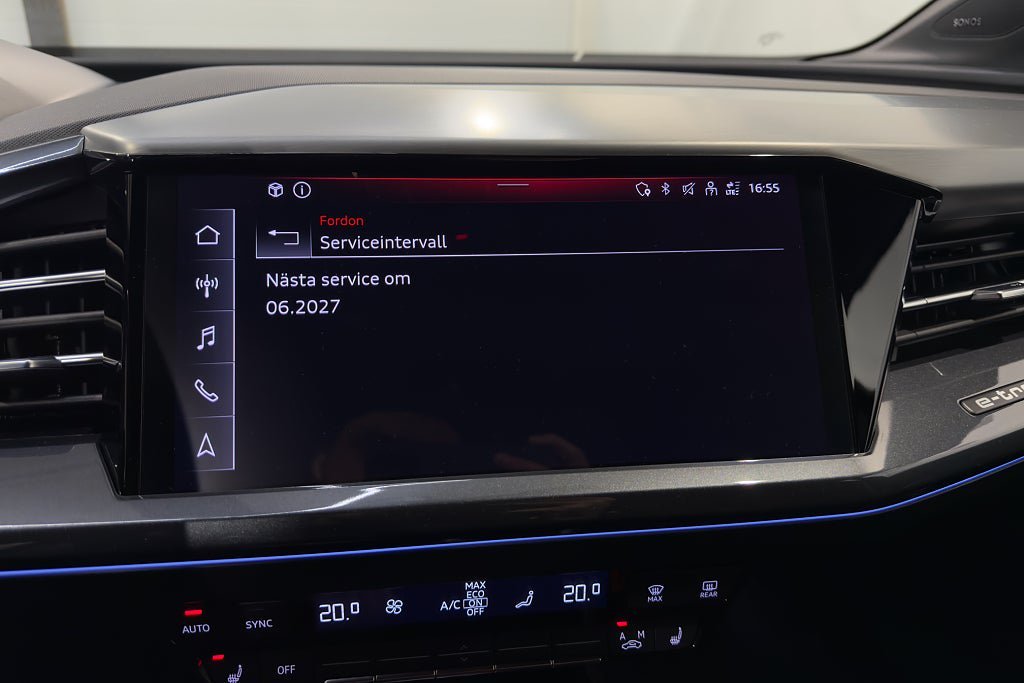 SONOS
16:55
Fordon
Serviceintervall
Nästa service om
06.2027
20.0
A/C
MAX
ECO
ON
OFF
20.0
AUTO
SYNC
MAX
REAR
A M
OFF